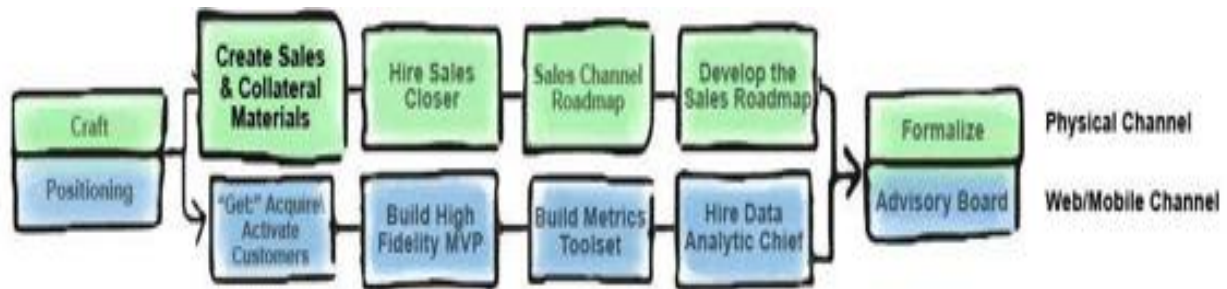 Craft
Positioning
Create Sales
& Collateral
Materials
Hire Sales
Closer
Sales Channel
Roadmap
Develop the
Sales Roadmap
"Get:" Acquire\
Activate
Customers
Build High
Fidelity MVP
Build Metrics
Toolset
Hire Data
Analytic Chief
Formalize
Advisory Board
Physical Channel
Web/Mobile Channel